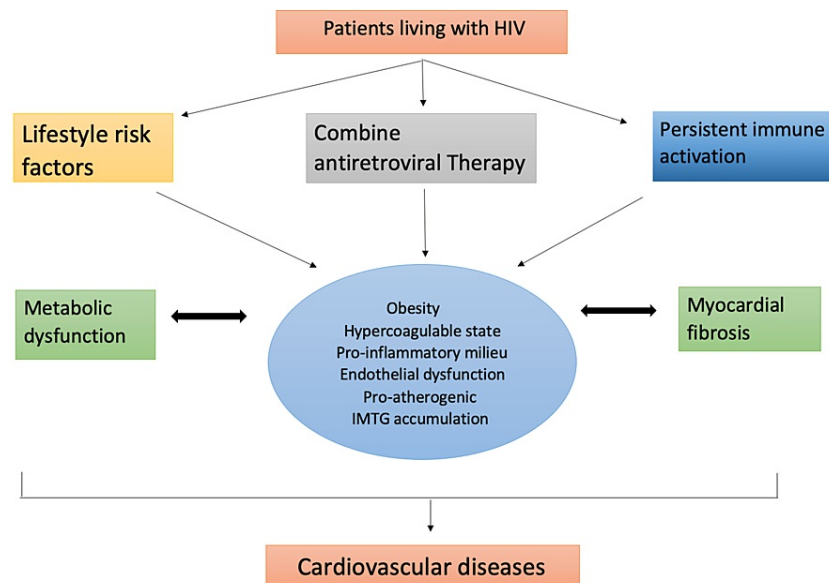 Patients living with HIV
Lifestyle risk
factors
Combine
antiretroviral Therapy
Persistent immune
activation
Metabolic
dysfunction
Obesity
Hypercoagulable state
Pro-inflammatory milieu
Endothelial dysfunction
Pro-atherogenic
IMTG accumulation
Myocardial
fibrosis
Cardiovascular diseases